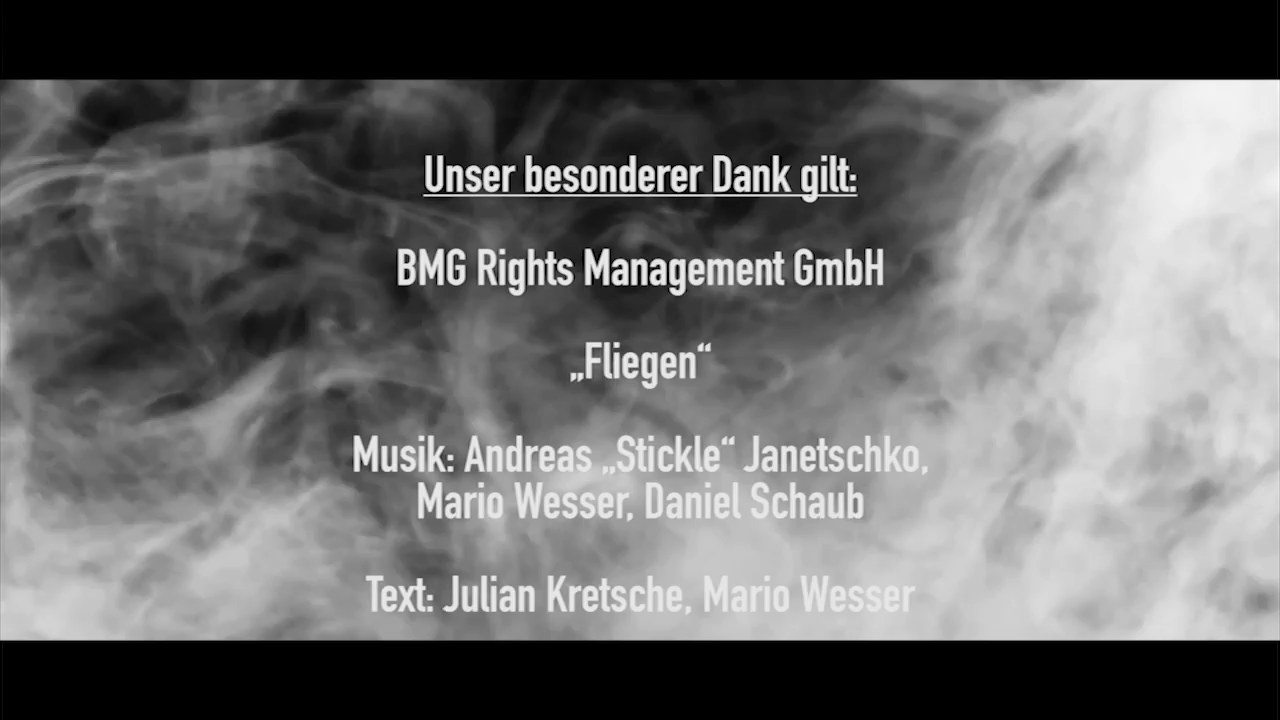 Unser besonderer Dank gilt:
BMG Rights Management GmbH
„Fliegen“
Musik: Andreas „Stickle“ Janetschko,
Mario Wesser, Daniel Schaub
Text: Julian Kretsche, Mario Wesser